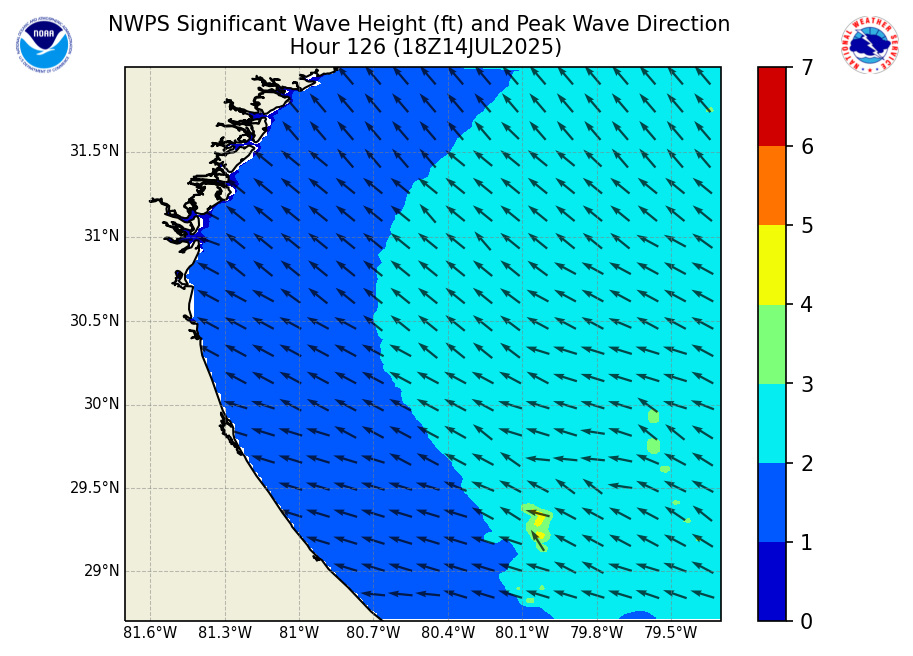 NWPS Significant Wave Height (ft) and Peak Wave Direction
Hour 126 (18Z14JUL2025)
NOAA
NATIONAL WEATHER SERVICE
31.5°N
31°N
30.5°N
30°N
29.5°N
29°N
81.6°W 81.3°W 81°W 80.7°W 80.4°W 80.1°W 79.8°W 79.5°W
7
6
5
4
3
2
1
0